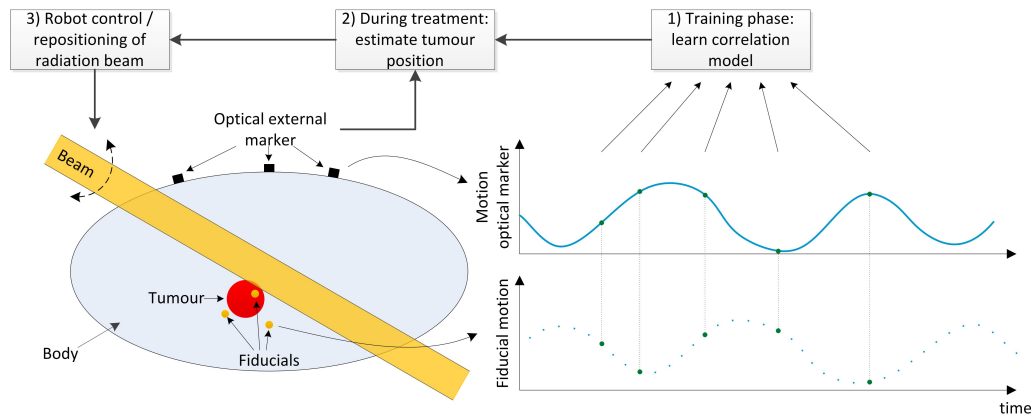 3) Robot control /
repositioning of
radiation beam
2) During treatment:
estimate tumour
position
1) Training phase:
learn correlation
model
Optical external
marker
Beam
Tumour
Fiducials
Body
Motion
optical marker
Fiducial motion
time